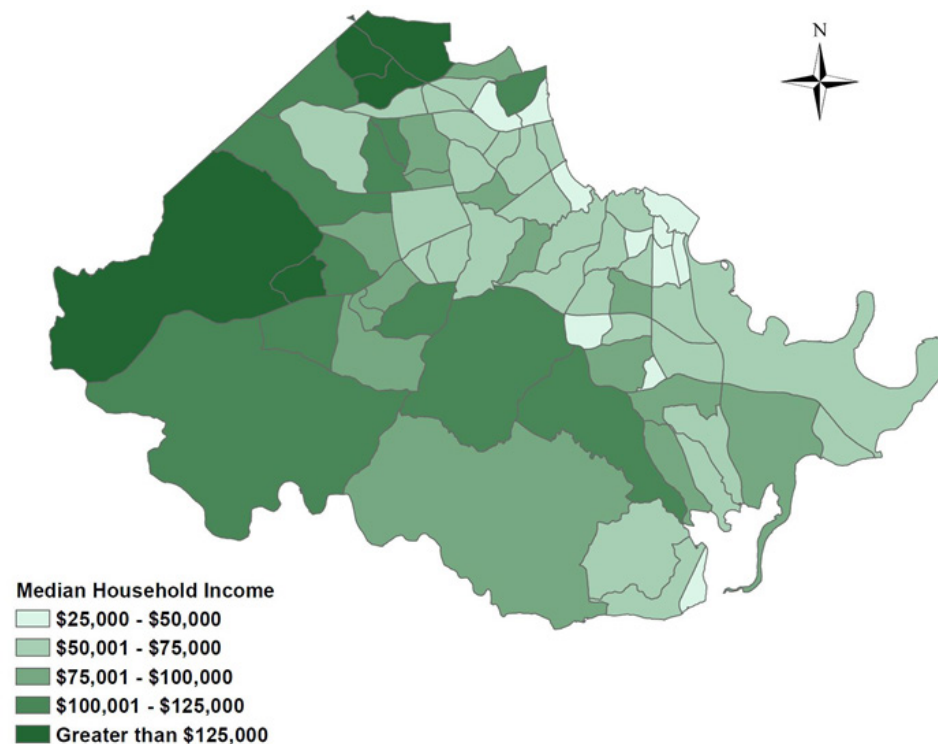 N
Median Household Income
$25,000 - $50,000
$50,001 - $75,000
$75,001 - $100,000
$100,001 - $125,000
Greater than $125,000